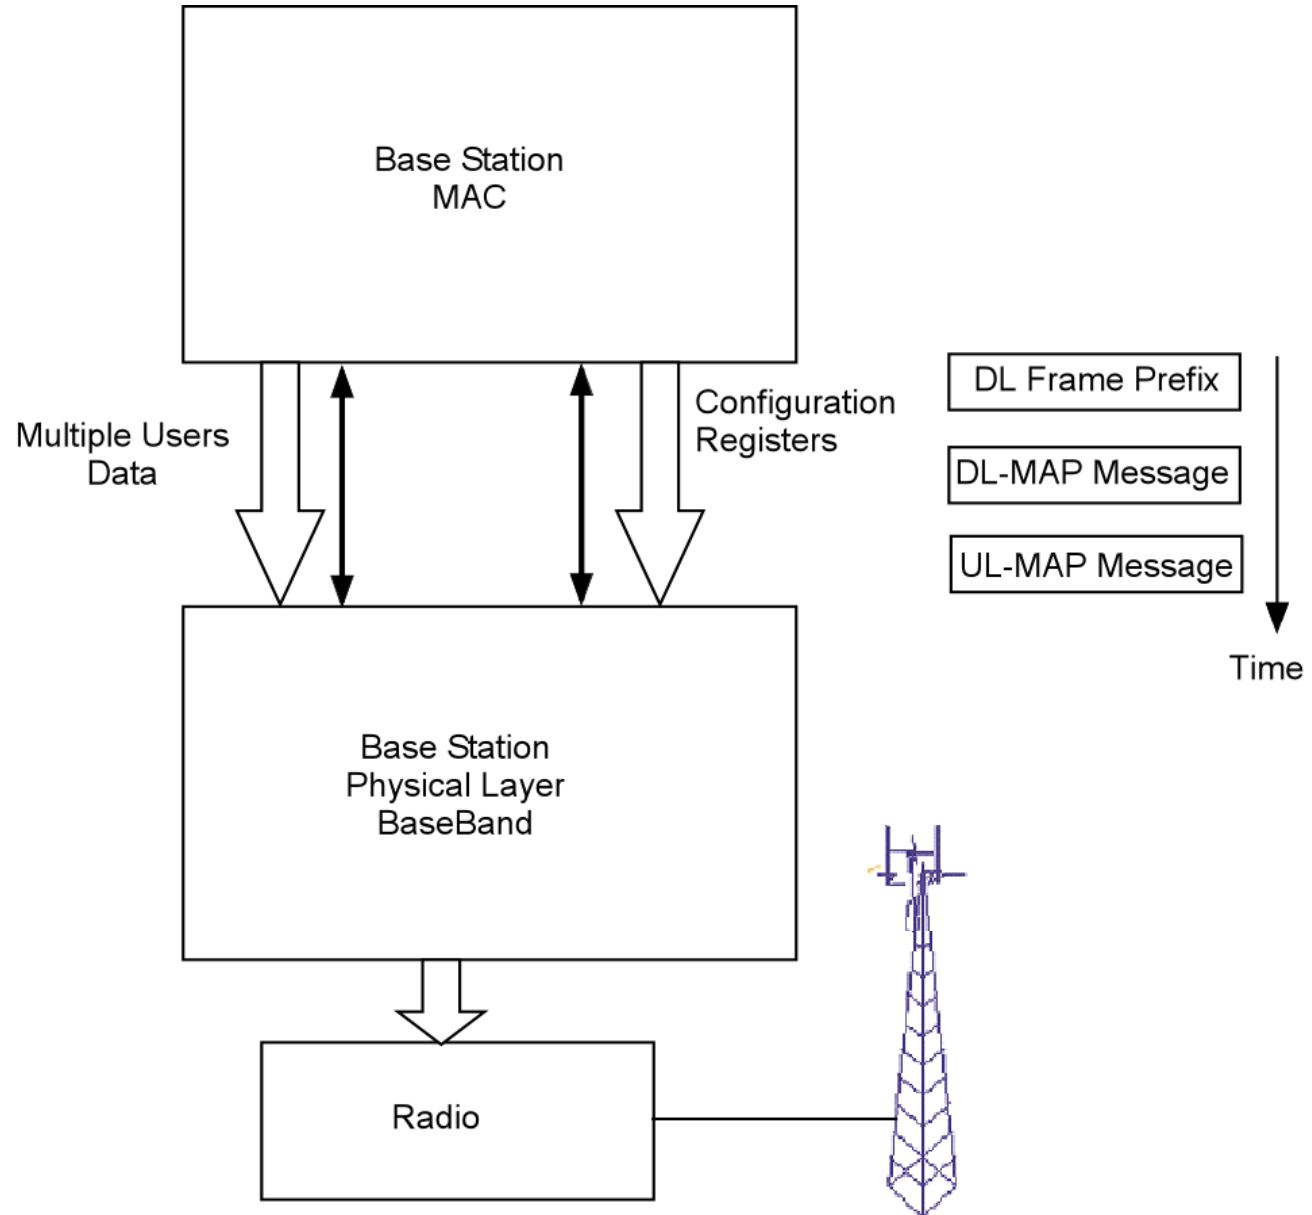 Base Station
MAC
Multiple Users
Data
Configuration
Registers
DL Frame Prefix
DL-MAP Message
UL-MAP Message
Time
Base Station
Physical Layer
BaseBand
Radio